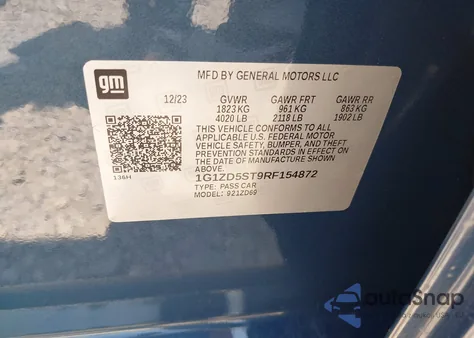 gm
MFD BY GENERAL MOTORS LLC
12/23 GVWR GAWR FRT GAWR RR
1823 KG 961 KG 863 KG
4020 LB 2118 LB 1902 LB
THIS VEHICLE CONFORMS TO ALL
APPLICABLE U.S. FEDERAL MOTOR
VEHICLE SAFETY, BUMPER, AND THEFT
PREVENTION STANDARDS IN EFFECT ON
THE DATE OF MANUFACTURE SHOWN
ABOVE.
136H
1G1ZD5ST9RF154872
TYPE: PASS CAR
MODEL: 921ZD69
autoSnap